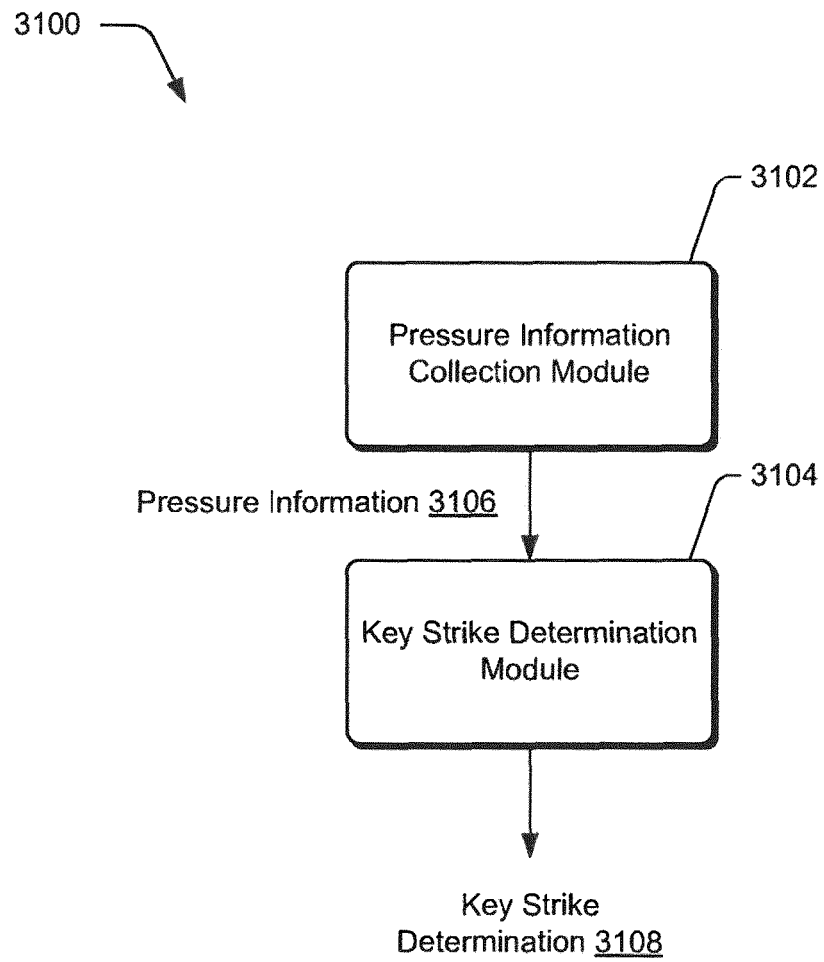 3100
3102
Pressure Information
Collection Module
3104
Pressure Information 3106
Key Strike Determination
Module
Key Strike
Determination 3108